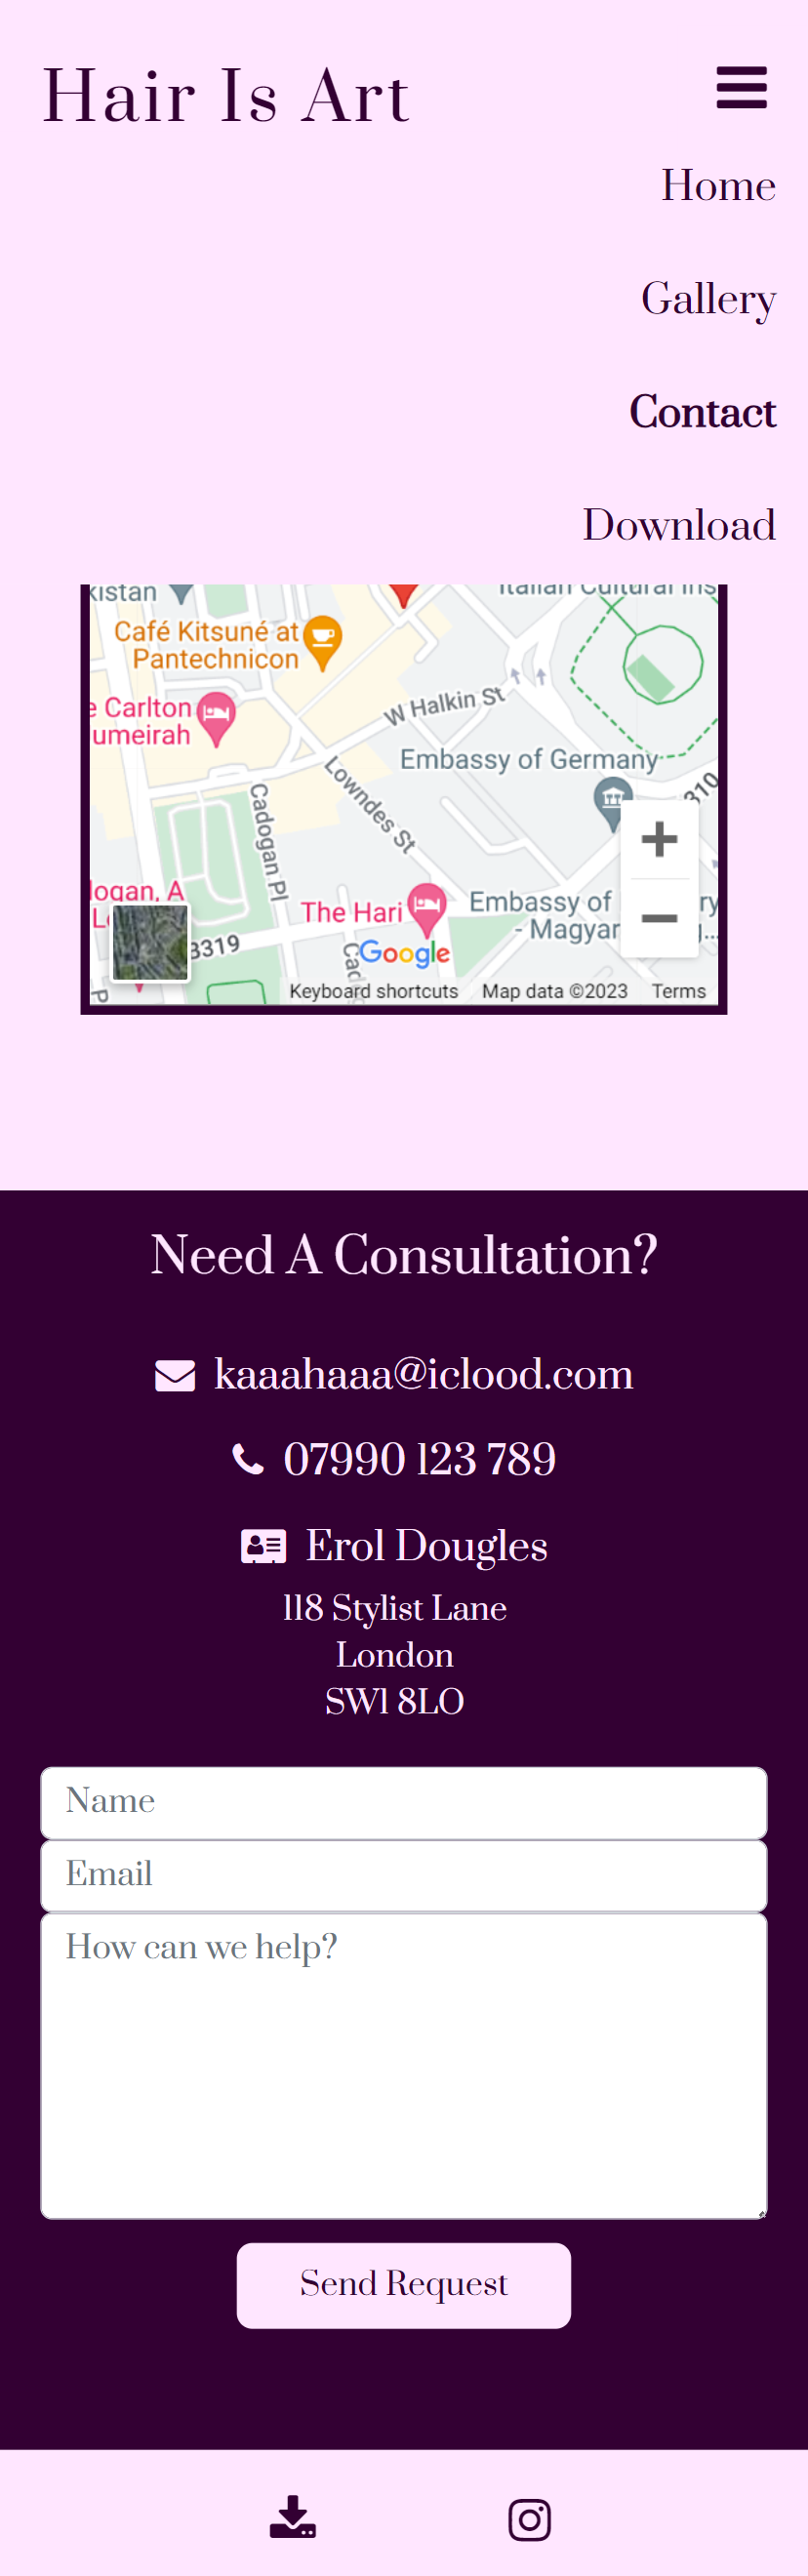 Hair Is Art
Home
Gallery
Contact
Download
kistan
Italian Cultural Ins
Café Kitsuné at
Pantechnicon
e Carlton
umeirah
W Halkin St
Embassy of Germany
Lowndes St
310
Cadogan Pl
logan, A
The Hari
Embassy of
ry
- Magyar
B319
Google
Keyboard shortcuts
Map data ©2023
Terms
Need A Consultation?
kaaahaaa@iclood.com
07990 123 789
Erol Dougles
118 Stylist Lane
London
SW1 8LO
Name
Email
How can we help?
Send Request